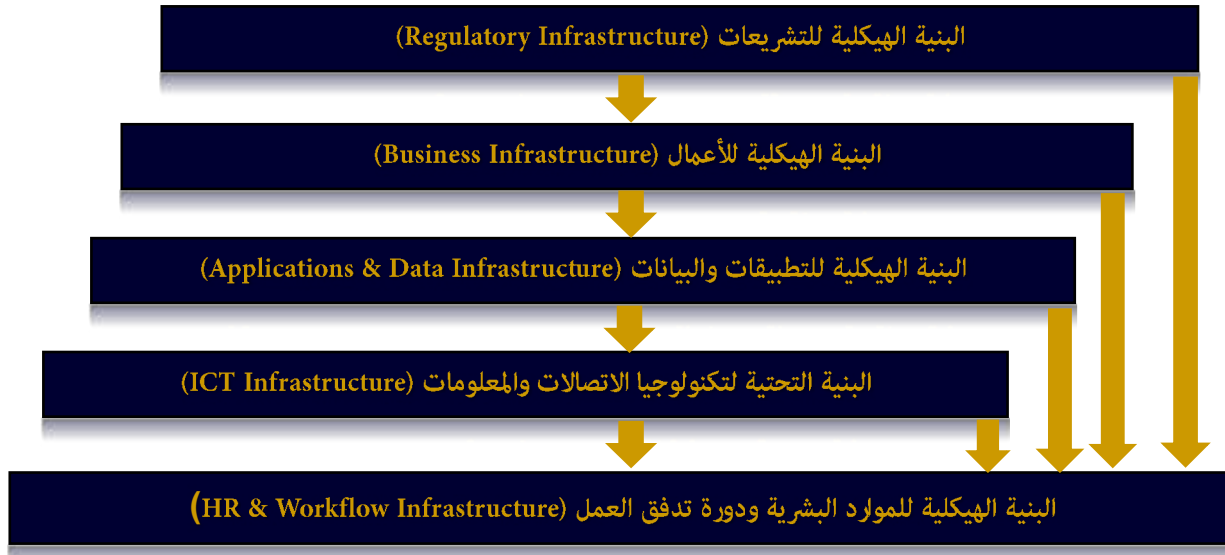 البنية الهيكلية للتشريعات (Regulatory Infrastructure)
البنية الهيكلية للأعمال (Business Infrastructure)
البنية الهيكلية للتطبيقات والبيانات (Applications & Data Infrastructure)
البنية التحتية لتكنولوجيا الاتصالات والمعلومات (ICT Infrastructure)
البنية الهيكلية للموارد البشرية ودورة تدفق العمل (HR & Workflow Infrastructure)